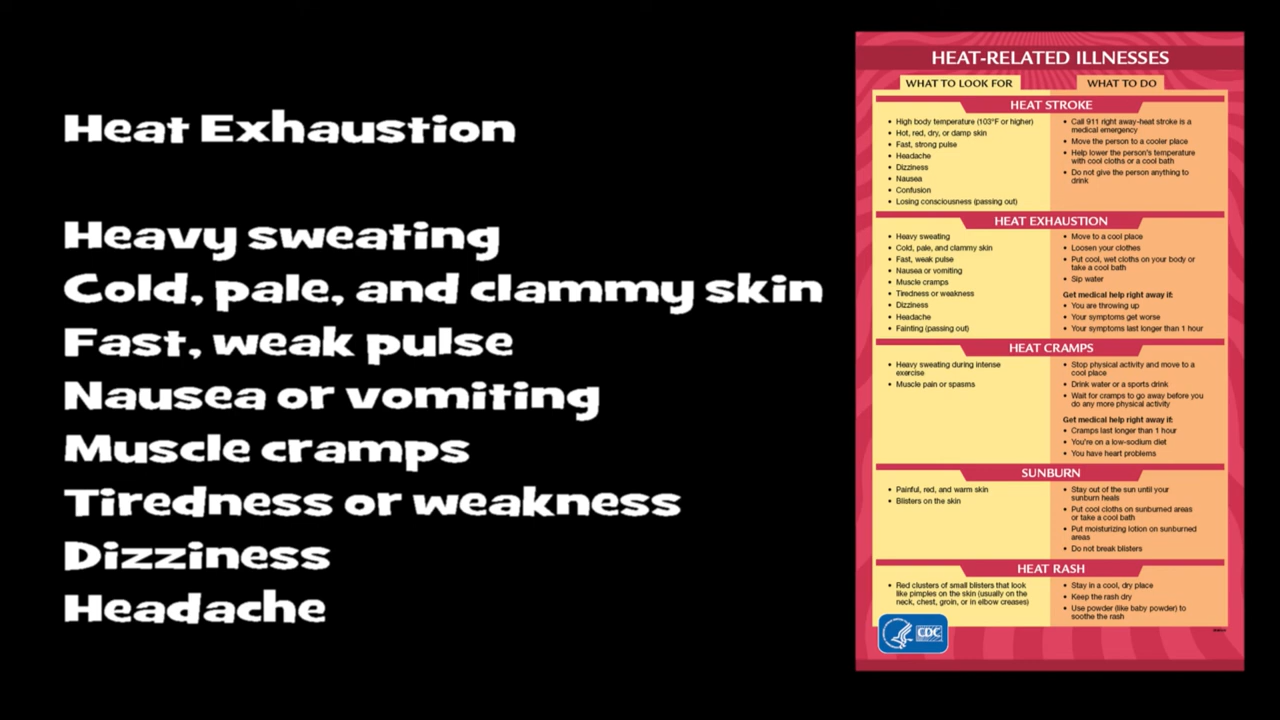 Heat Exhaustion
Heavy sweating
Cold, pale, and clammy skin
Fast, weak pulse
Nausea or vomiting
Muscle cramps
Tiredness or weakness
Dizziness
Headache
HEAT-RELATED ILLNESSES
WHAT TO LOOK FOR
WHAT TO DO
HEAT STROKE
• High body temperature (103°F or higher)
• Hot, red, dry, or damp skin
• Fast, strong pulse
• Headache
• Dizziness
• Nausea
• Confusion
• Losing consciousness (passing out)
• Call 911 right away-heat stroke is a
medical emergency
• Move the person to a cooler place
• Help lower the person's temperature
with cool cloths or a cool bath
• Do not give the person anything to
drink
HEAT EXHAUSTION
• Heavy sweating
• Cold, pale, and clammy skin
• Fast, weak pulse
• Nausea or vomiting
• Muscle cramps
• Tiredness or weakness
• Dizziness
• Headache
• Fainting (passing out)
• Move to a cool place
• Loosen your clothes
• Put cool, wet cloths on your body or
take a cool bath
• Sip water
Get medical help right away if:
• You are throwing up
• Your symptoms get worse
• Your symptoms last longer than 1 hour
HEAT CRAMPS
• Heavy sweating during intense
exercise
• Muscle pain or spasms
• Stop physical activity and move to a
cool place
• Drink water or a sports drink
• Wait for cramps to go away before you
do any more physical activity
Get medical help right away if:
• Cramps last longer than 1 hour
• You're on a low-sodium diet
• You have heart problems
SUNBURN
• Painful, red, and warm skin
• Blisters on the skin
• Stay out of the sun until your
sunburn heals
• Put cool cloths on sunburned areas
or take a cool bath
• Put moisturizing lotion on sunburned
areas
• Do not break blisters
HEAT RASH
• Red clusters of small blisters that look
like pimples on the skin (usually on the
neck, chest, groin, or in elbow creases)
• Stay in a cool, dry place
• Keep the rash dry
• Use powder (like baby powder) to
soothe the rash
CDC